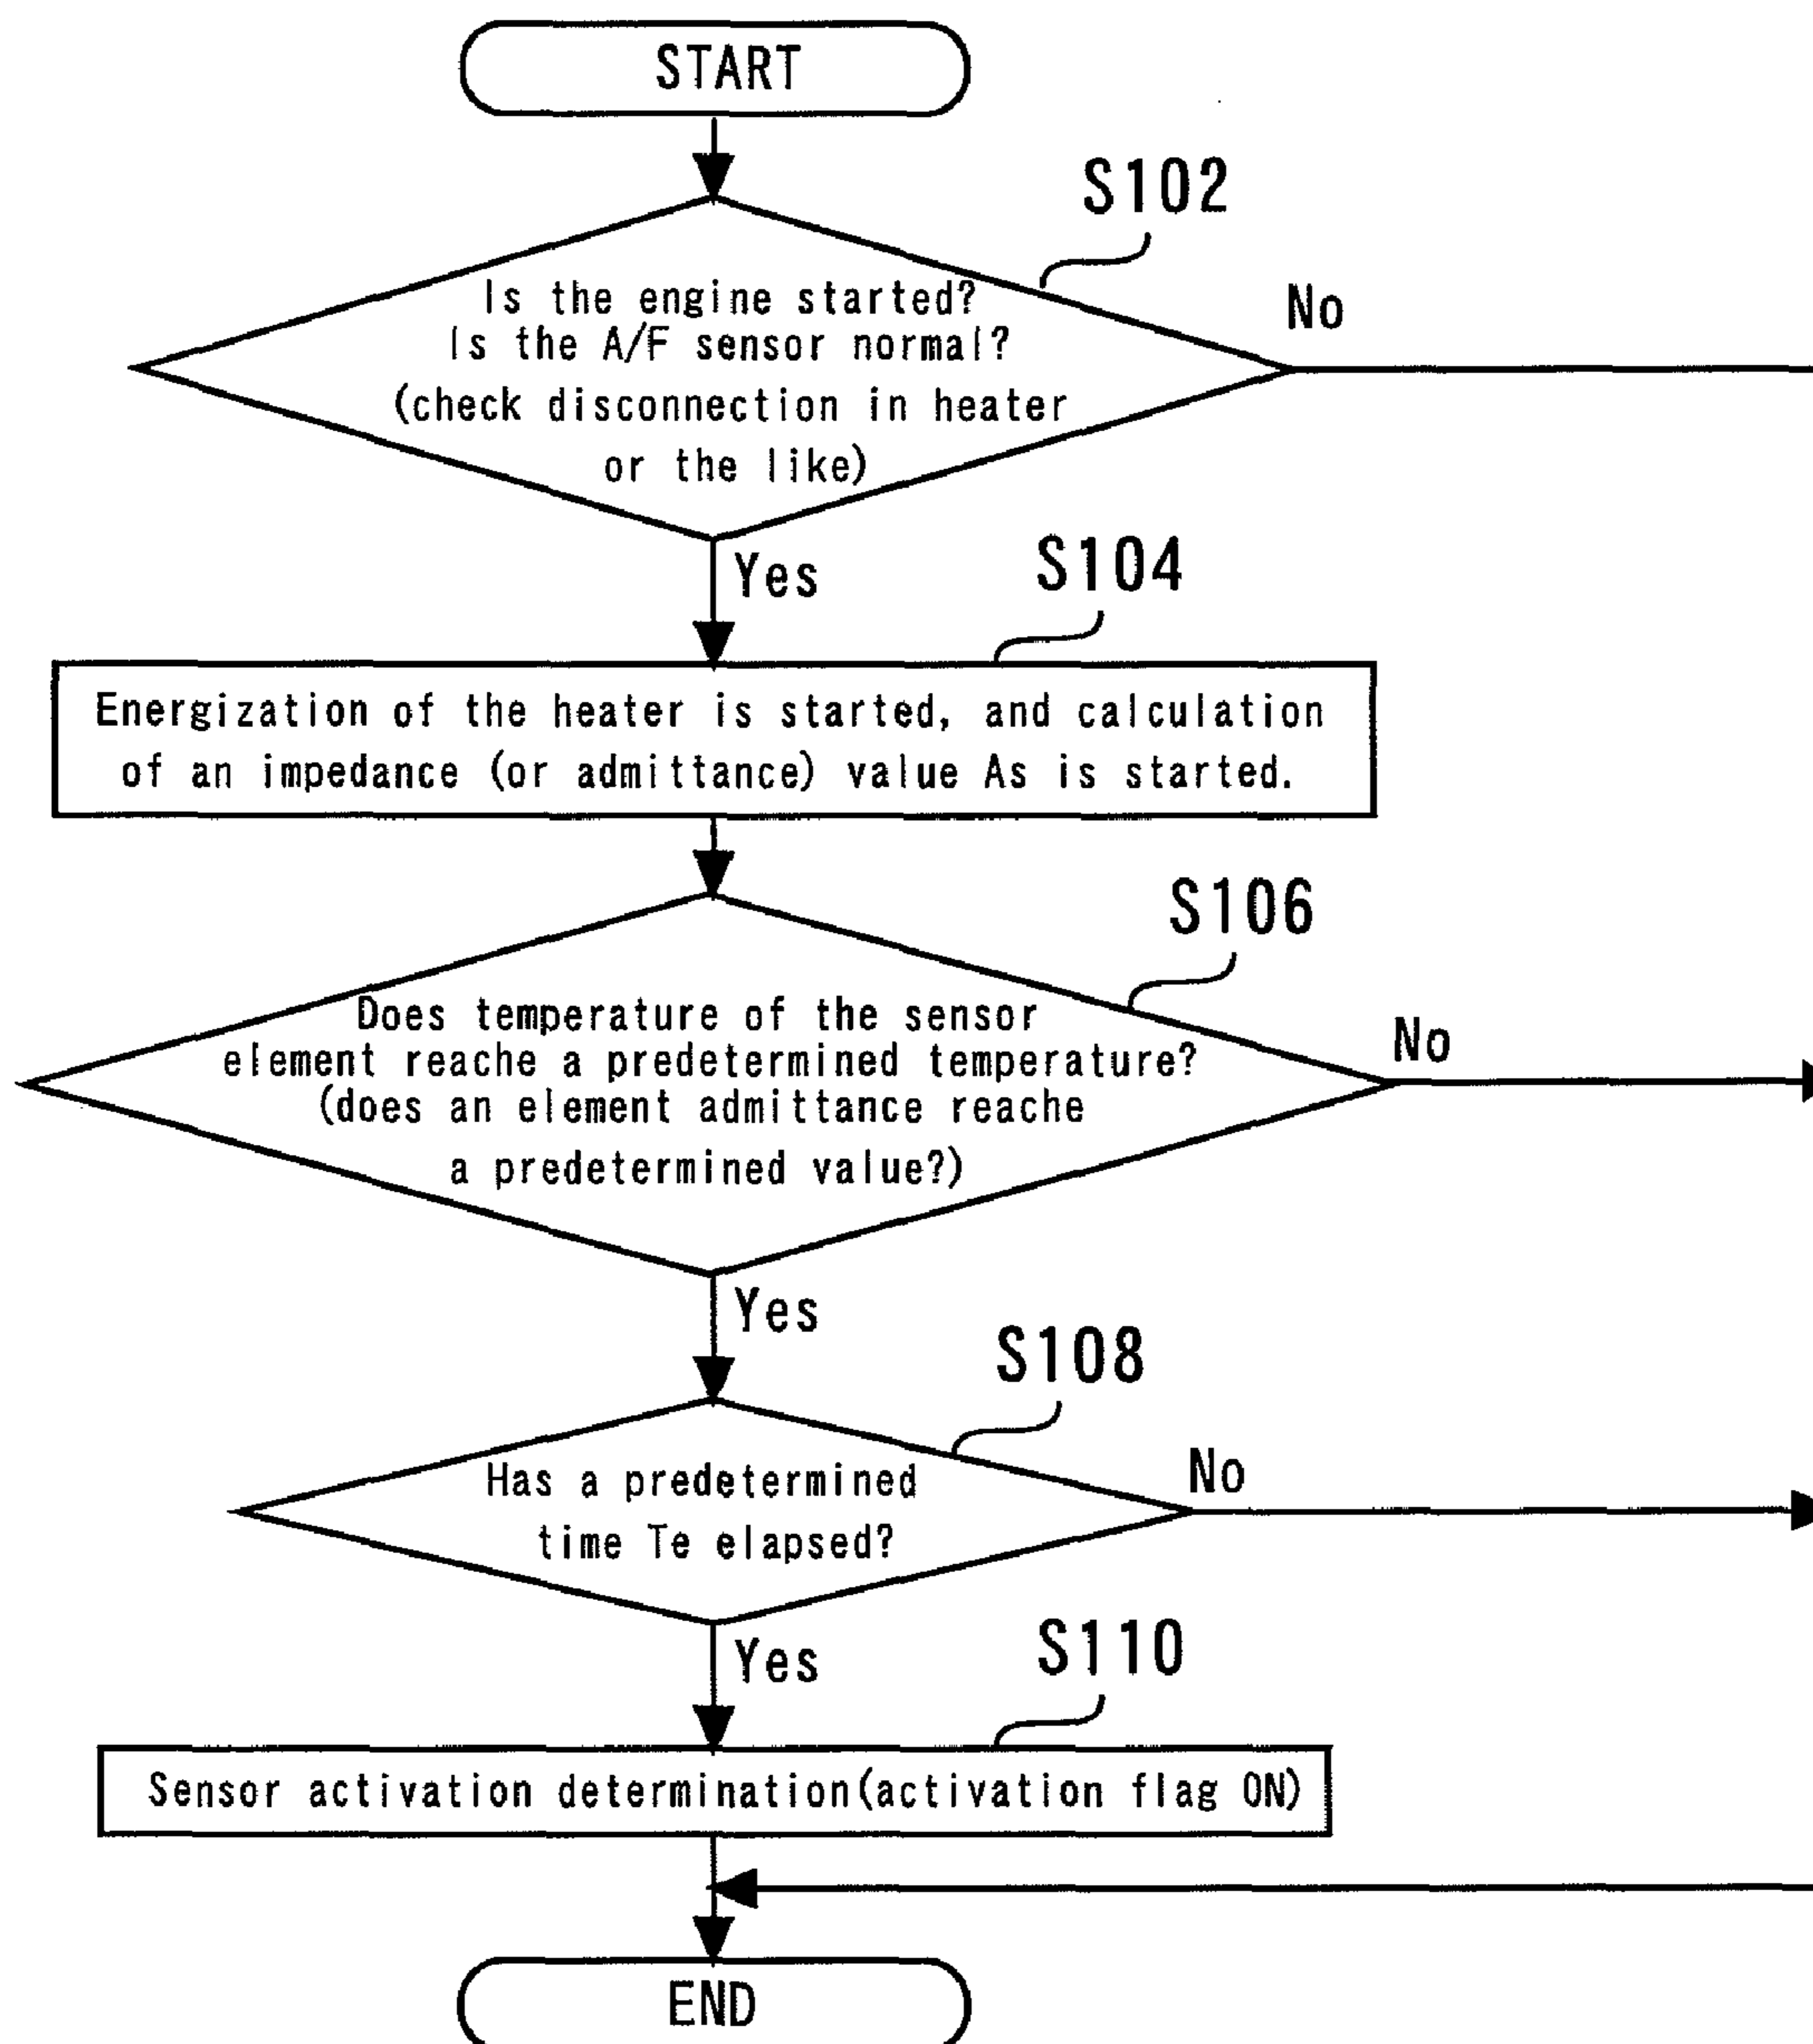 START
S102
Is the engine started?
Is the A/F sensor normal?
(check disconnection in heater
or the like)
No
Yes
S104
Energization of the heater is started, and calculation
of an impedance (or admittance) value As is started.
S106
Does temperature of the sensor
element reache a predetermined temperature?
(does an element admittance reache
a predetermined value?)
No
Yes
S108
Has a predetermined
time Te elapsed?
No
Yes
S110
Sensor activation determination(activation flag ON)
END